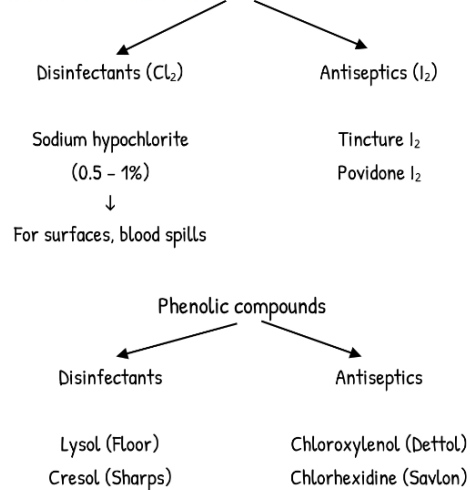 Disinfectants (Cl₂) Antiseptics (I₂)
Sodium hypochlorite Tincture I₂
(0.5 – 1%) Povidone I₂
↓
For surfaces, blood spills
Phenolic compounds
Disinfectants Antiseptics
Lysol (Floor) Chloroxylenol (Dettol)
Cresol (Sharps) Chlorhexidine (Savlon)